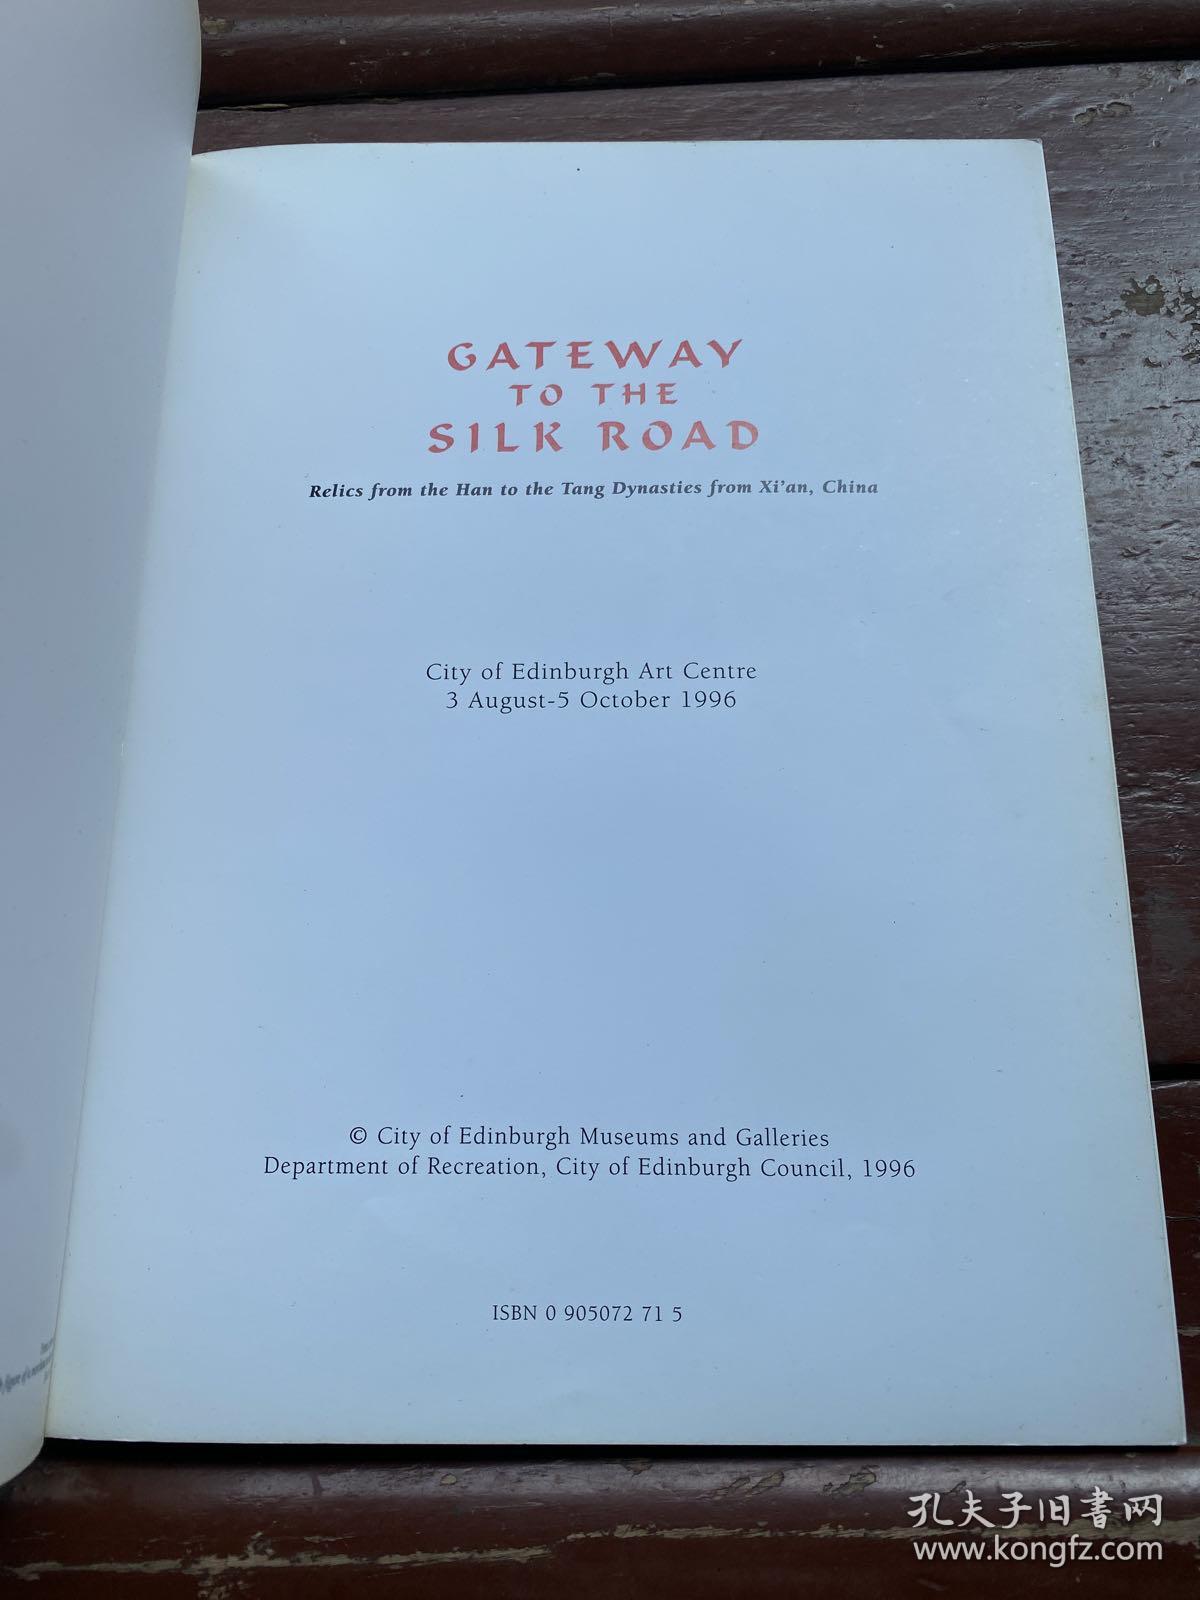 GATEWAY
TO THE
SILK ROAD
Relics from the Han to the Tang Dynasties from Xi'an, China
City of Edinburgh Art Centre
3 August-5 October 1996
© City of Edinburgh Museums and Galleries
Department of Recreation, City of Edinburgh Council, 1996
ISBN 0 905072 71 5
孔夫子旧書网
www.kongfz.com